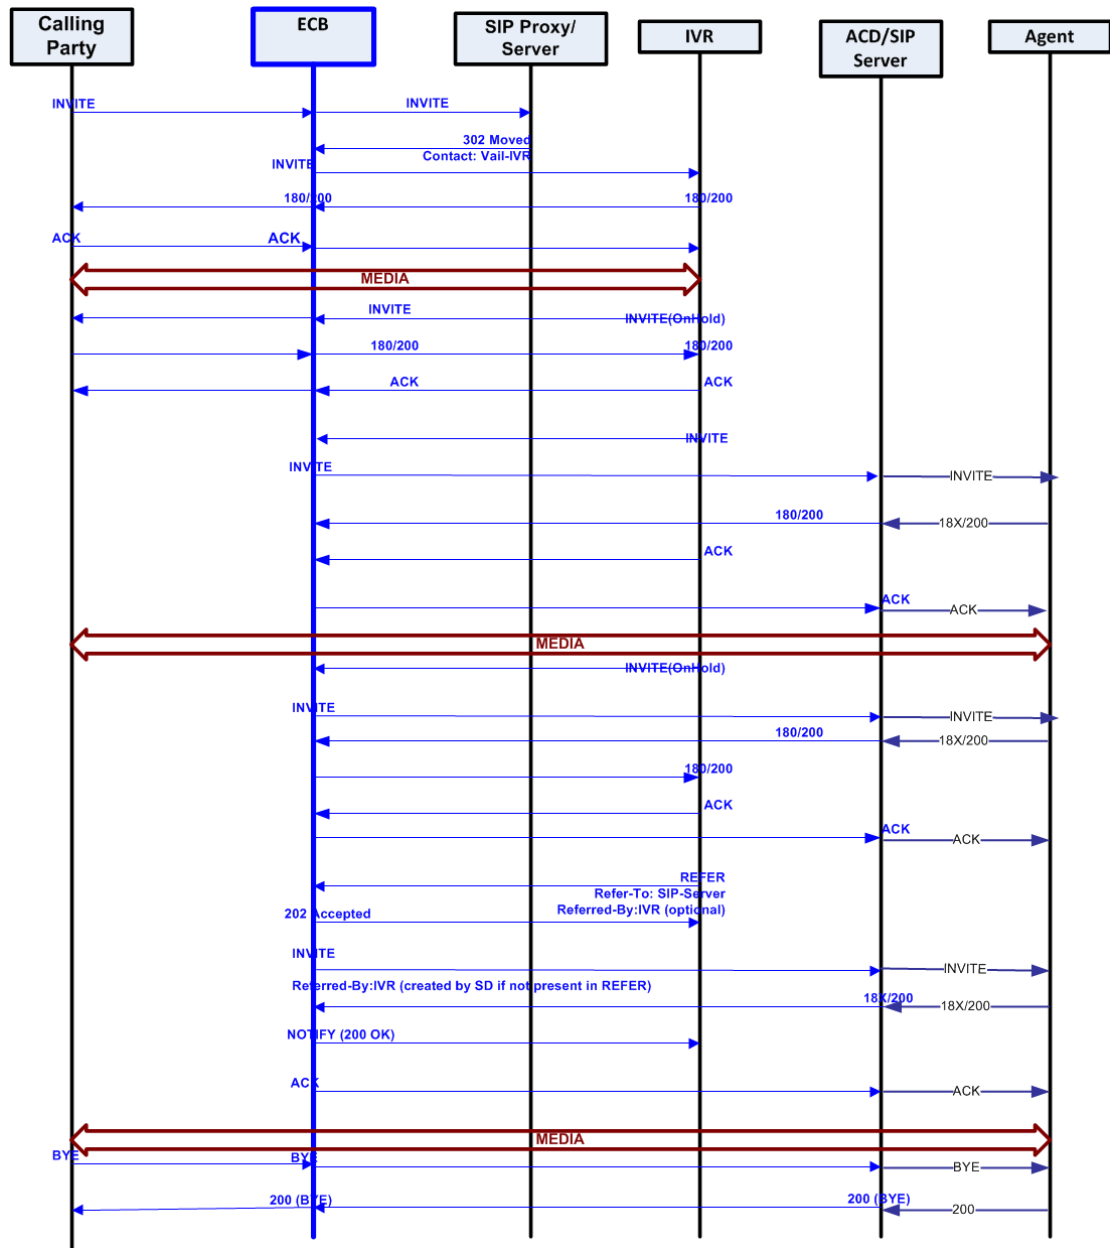 Calling
Party
ECB
SIP Proxy/
Server
IVR
ACD/SIP
Server
Agent
INVITE
INVITE
302 Moved
Contact: Vail-IVR
INVITE
180/200
180/200
ACK
ACK
MEDIA
INVITE
INVITE(OnHold)
180/200
180/200
ACK
ACK
INVITE
INVITE
INVITE
180/200
18X/200
ACK
ACK
ACK
MEDIA
INVITE(OnHold)
INVITE
INVITE
180/200
18X/200
180/200
ACK
ACK
ACK
REFER
Refer-To: SIP-Server
Referred-By:IVR (optional)
202 Accepted
INVITE
INVITE
Referred-By:IVR (created by SD if not present in REFER)
18X/200
18X/200
NOTIFY (200 OK)
ACK
ACK
MEDIA
BYE
BYE
BYE
200 (BYE)
200 (BYE)
200